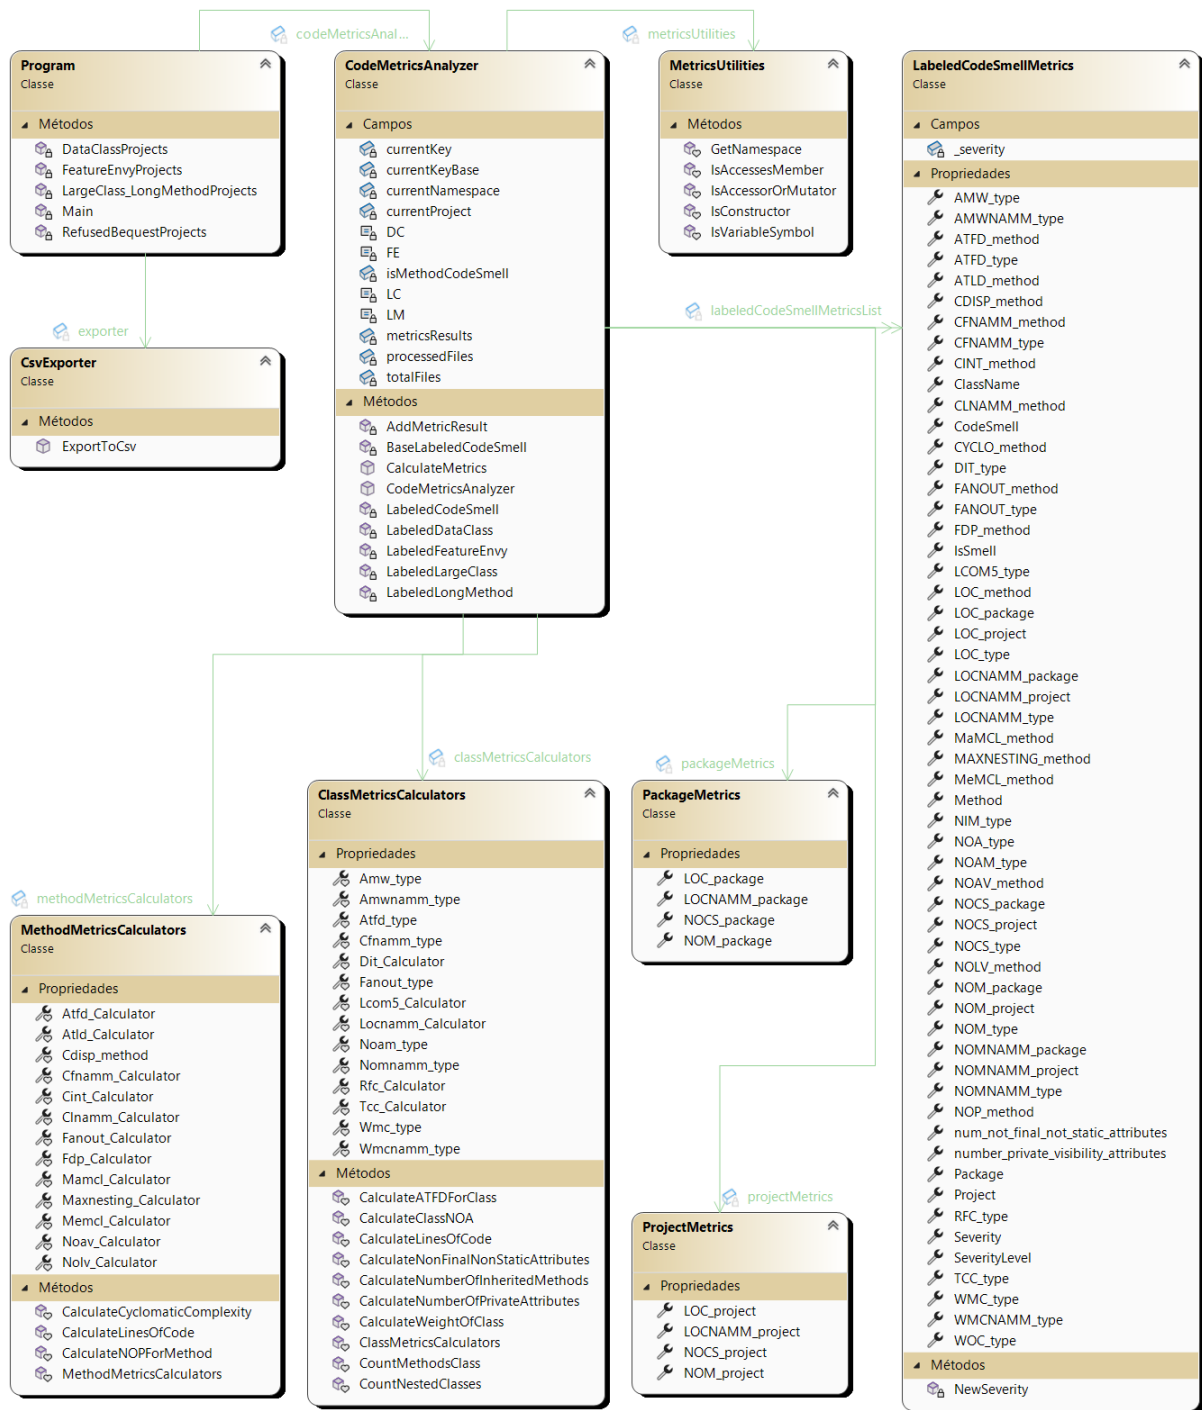 codeMetricsAnal...
metricsUtilities
Program
Classe
Métodos
DataClassProjects
FeatureEnvyProjects
LargeClass_LongMethodProjects
Main
RefusedBequestProjects
exporter
CsvExporter
Classe
Métodos
ExportToCsv
CodeMetricsAnalyzer
Classe
Campos
currentKey
currentKeyBase
currentNamespace
currentProject
DC
FE
isMethodCodeSmell
LC
LM
metricsResults
processedFiles
totalFiles
Métodos
AddMetricResult
BaseLabeledCodeSmell
CalculateMetrics
CodeMetricsAnalyzer
LabeledCodeSmell
LabeledDataClass
LabeledFeatureEnvy
LabeledLargeClass
LabeledLongMethod
MetricsUtilities
Classe
Métodos
GetNamespace
IsAccessesMember
IsAccessorOrMutator
IsConstructor
IsVariableSymbol
labeledCodeSmellMetricsList
LabeledCodeSmellMetrics
Classe
Campos
_severity
Propriedades
AMW_type
AMWNAMM_type
ATFD_method
ATFD_type
ATLD_method
CDISP_method
CFNAMM_method
CFNAMM_type
CINT_method
ClassName
CLNAMM_method
CodeSmell
CYCLO_method
DIT_type
FANOUT_method
FANOUT_type
FDP_method
IsSmell
LCOM5_type
LOC_method
LOC_package
LOC_project
LOC_type
LOCNAMM_package
LOCNAMM_project
LOCNAMM_type
MaMCL_method
MAXNESTING_method
MeMCL_method
Method
NIM_type
NOA_type
NOAM_type
NOAV_method
NOCS_package
NOCS_project
NOCS_type
NOLV_method
NOM_package
NOM_project
NOM_type
NOMNAMM_package
NOMNAMM_project
NOMNAMM_type
NOP_method
num_not_final_not_static_attributes
number_private_visibility_attributes
Package
Project
RFC_type
Severity
SeverityLevel
TCC_type
WMC_type
WMCNAMM_type
WOC_type
Métodos
NewSeverity
methodMetricsCalculators
MethodMetricsCalculators
Classe
Propriedades
Atfd_Calculator
Atld_Calculator
Cdisp_method
Cfnamm_Calculator
Cint_Calculator
Clnamm_Calculator
Fanout_Calculator
Fdp_Calculator
Mamcl_Calculator
Maxnesting_Calculator
Memcl_Calculator
Noav_Calculator
Nolv_Calculator
Métodos
CalculateCyclomaticComplexity
CalculateLinesOfCode
CalculateNOPForMethod
MethodMetricsCalculators
classMetricsCalculators
ClassMetricsCalculators
Classe
Propriedades
Amw_type
Amwnamm_type
Atfd_type
Cfnamm_type
Dit_Calculator
Fanout_type
Lcom5_Calculator
Locnamm_Calculator
Noam_type
Nomnamm_type
Rfc_Calculator
Tcc_Calculator
Wmc_type
Wmcnamm_type
Métodos
CalculateATFDForClass
CalculateClassNOA
CalculateLinesOfCode
CalculateNonFinalNonStaticAttributes
CalculateNumberOfInheritedMethods
CalculateNumberOfPrivateAttributes
CalculateWeightOfClass
ClassMetricsCalculators
CountMethodsClass
CountNestedClasses
packageMetrics
PackageMetrics
Classe
Propriedades
LOC_package
LOCNAMM_package
NOCS_package
NOM_package
projectMetrics
ProjectMetrics
Classe
Propriedades
LOC_project
LOCNAMM_project
NOCS_project
NOM_project